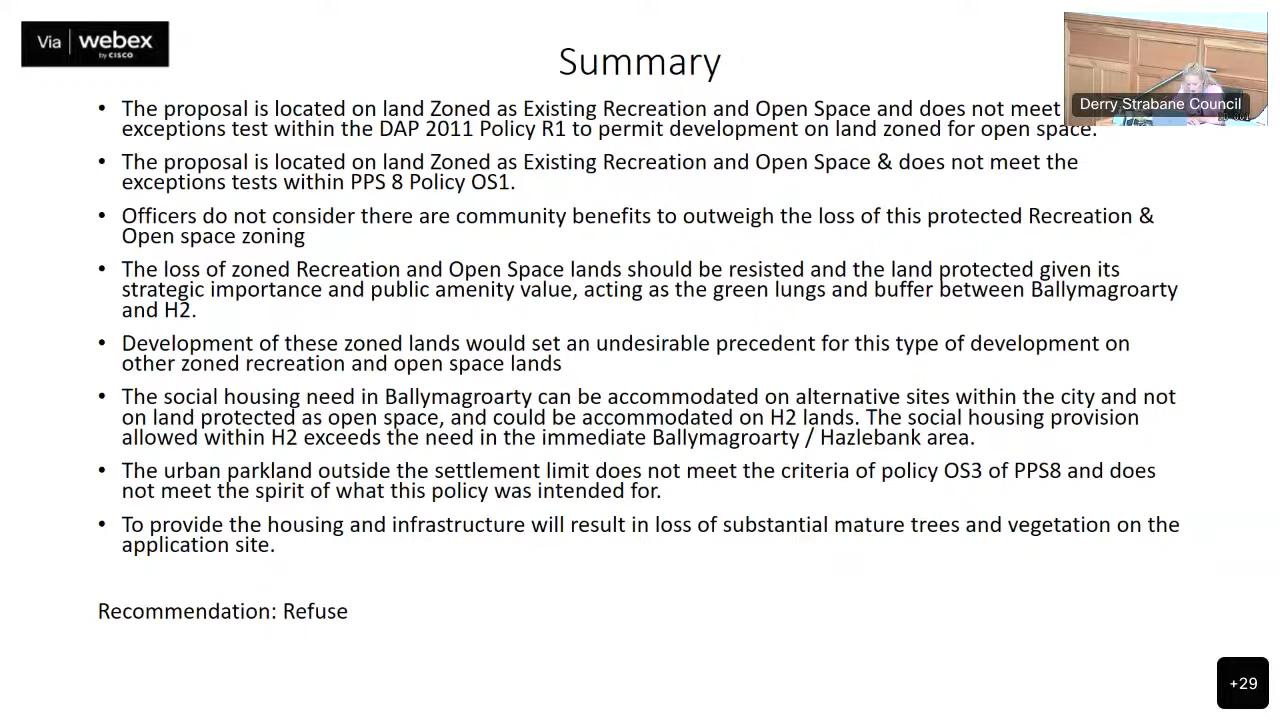 Via webex
by CISCO
Summary
Derry Strabane Council
• The proposal is located on land Zoned as Existing Recreation and Open Space and does not meet
exceptions test within the DAP 2011 Policy R1 to permit development on land zoned for open space.
• The proposal is located on land Zoned as Existing Recreation and Open Space & does not meet the
exceptions tests within PPS 8 Policy OS1.
• Officers do not consider there are community benefits to outweigh the loss of this protected Recreation &
Open space zoning
• The loss of zoned Recreation and Open Space lands should be resisted and the land protected given its
strategic importance and public amenity value, acting as the green lungs and buffer between Ballymagroarty
and H2.
• Development of these zoned lands would set an undesirable precedent for this type of development on
other zoned recreation and open space lands
• The social housing need in Ballymagroarty can be accommodated on alternative sites within the city and not
on land protected as open space, and could be accommodated on H2 lands. The social housing provision
allowed within H2 exceeds the need in the immediate Ballymagroarty / Hazlebank area.
• The urban parkland outside the settlement limit does not meet the criteria of policy OS3 of PPS8 and does
not meet the spirit of what this policy was intended for.
• To provide the housing and infrastructure will result in loss of substantial mature trees and vegetation on the
application site.
Recommendation: Refuse
+29